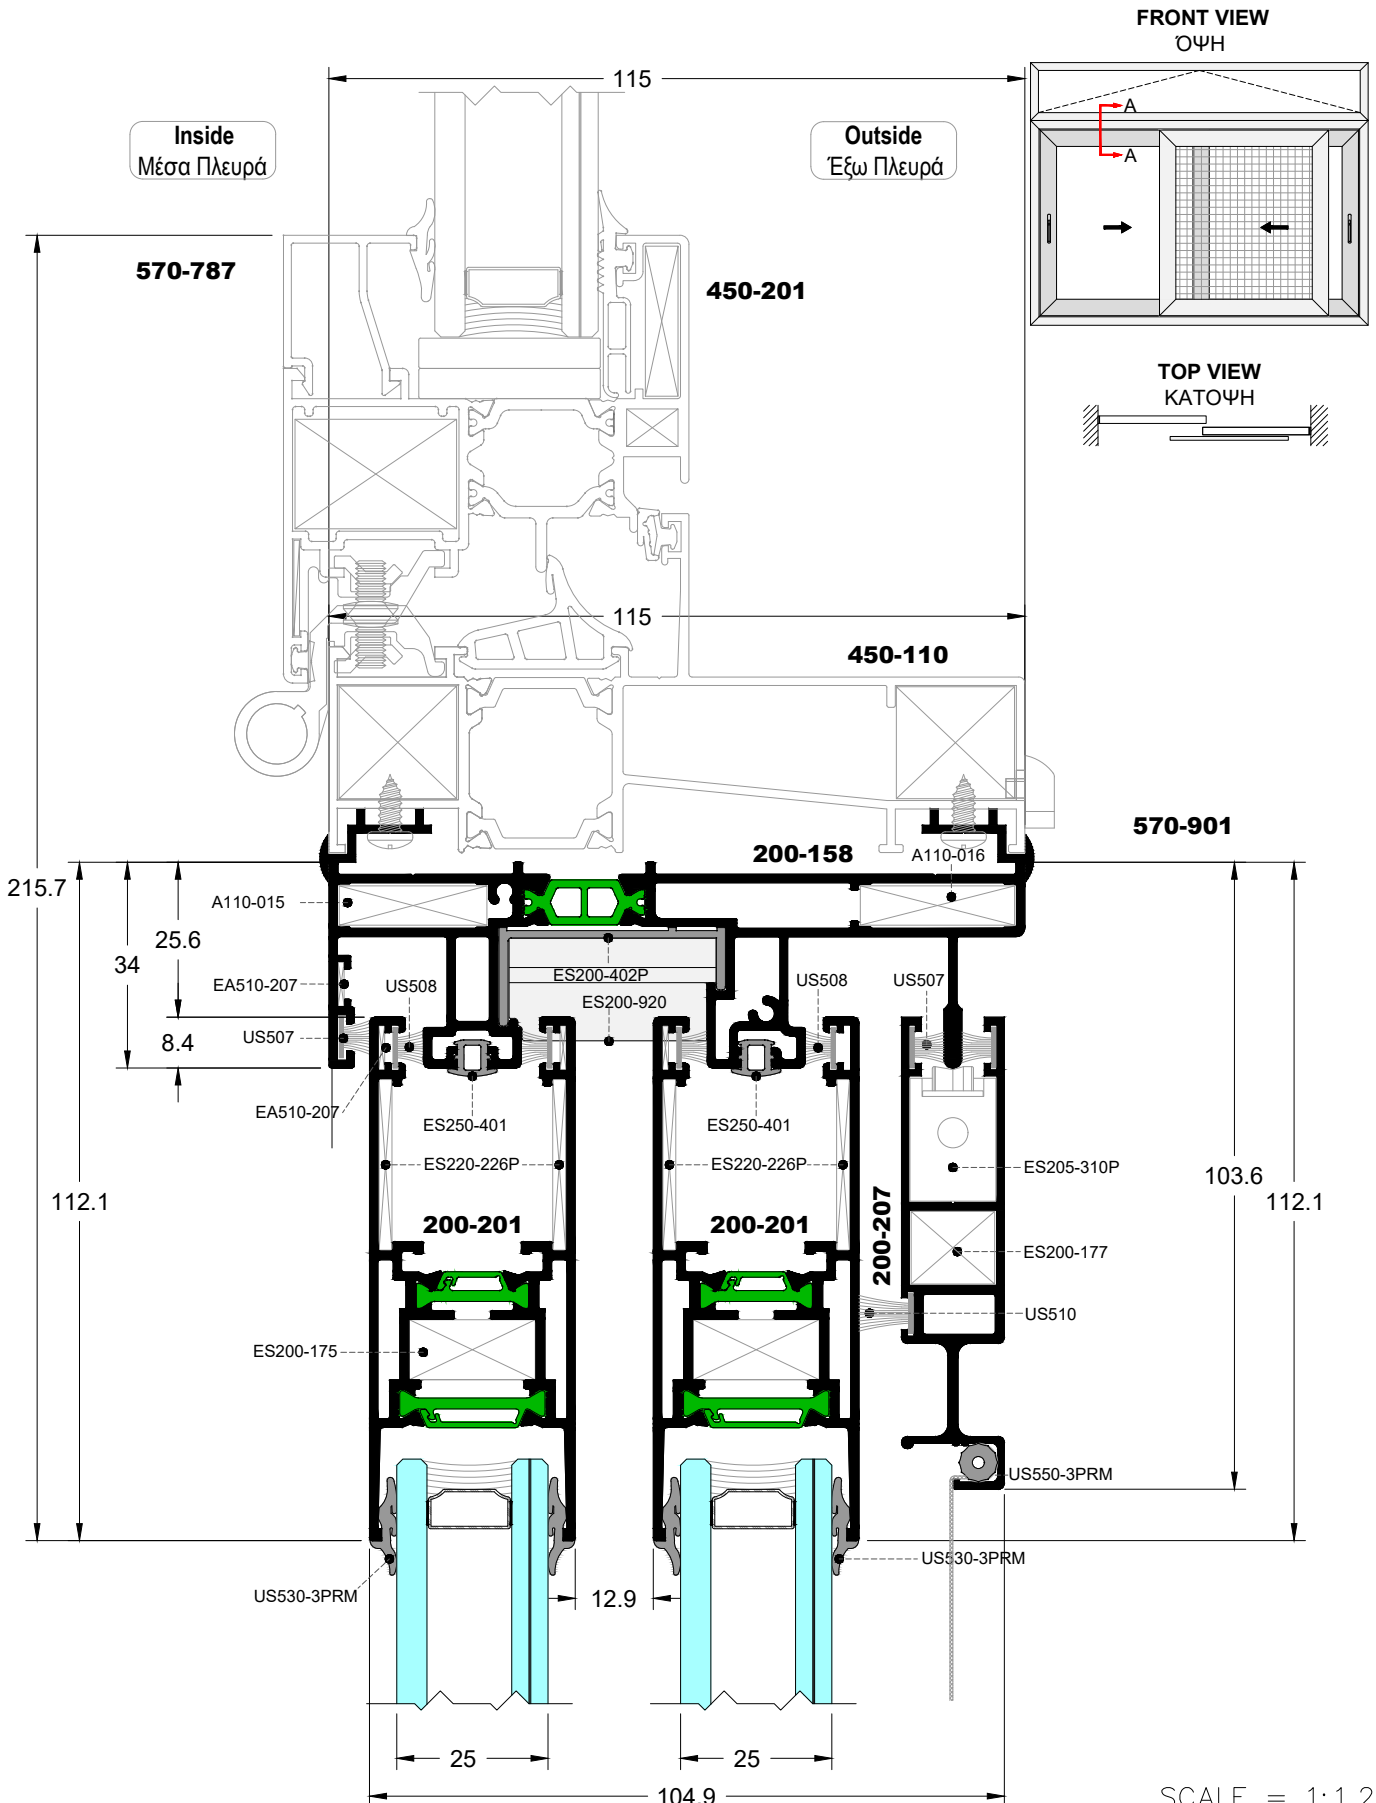 FRONT VIEW
ΌΨΗ
115
Inside
Μέσα Πλευρά
Outside
Έξω Πλευρά
A
A
570-787
450-201
TOP VIEW
ΚΑΤΟΨΗ
115
450-110
570-901
200-158
A110-016
215.7
A110-015
25.6
34
ES200-402P
EA510-207
US508
US508
US507
ES200-920
US507
8.4
EA510-207
ES250-401
ES250-401
ES220-226P
ES220-226P
ES205-310P
103.6
112.1
112.1
200-201
200-201
200-207
ES200-177
US510
ES200-175
US550-3PRM
US530-3PRM
US530-3PRM
12.9
25
25
104.9
SCALE = 1:1.2